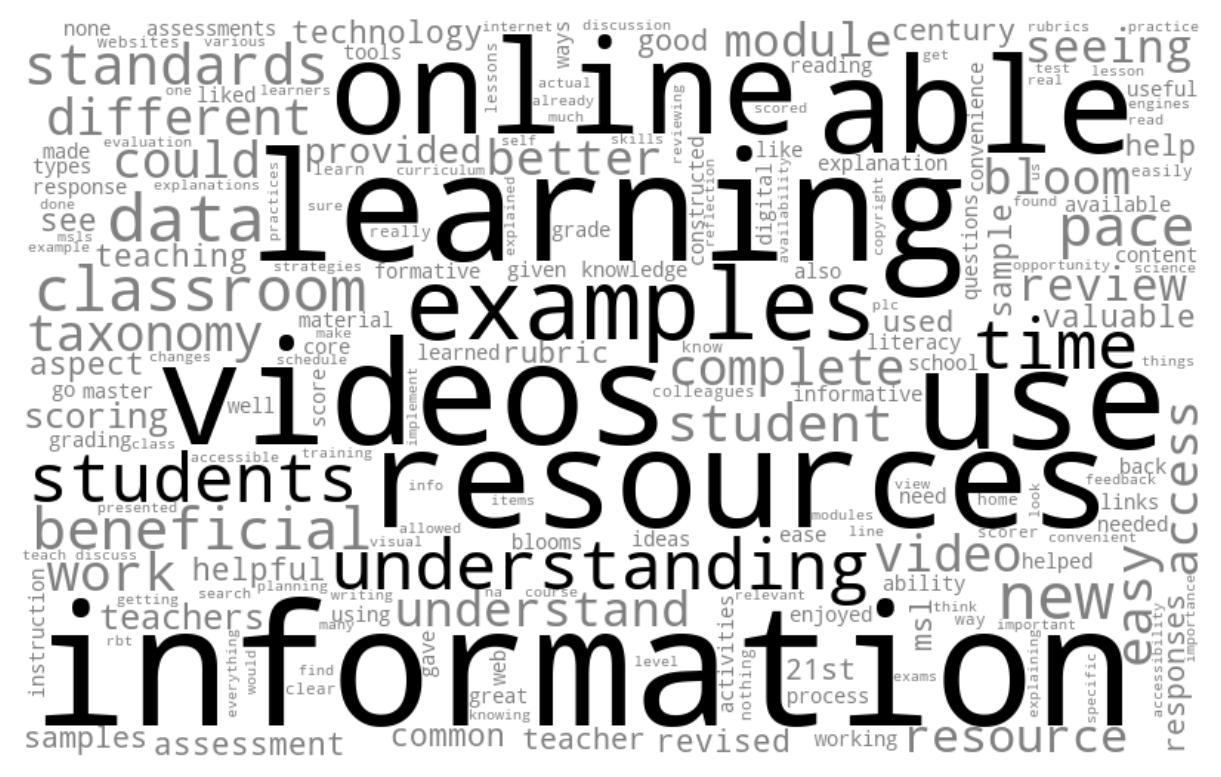 none assessments technology internet ways discussion good module century rubrics practice
websites various tools online reading get seeing
standards lessons actual able test lesson
one liked learners already scored real useful
different much convenience engines
evaluation self skills reviewing read
made could provided better like explanation help
types learn curriculum bloom easily
response explanations learning us
done practices sure explained constructed reflection digital availability copyright questions found available
see data really grade sample pace
msls
example teaching content
strategies formative given knowledge also opportunity science
classroom examples review
material plc used valuable
taxonomy make literacy time
core learned rubric know
aspect changes schedule videos complete school things
go master score implement colleagues informative use
scoring well student
grading class
accessible training access
students resources back
info view feedback
items need home look links
presented modules needed
beneficial allowed line scorer convenient
visual blooms ideas ease
teach discuss understanding video helped
work helpful ability easy
search planning na course relevant new
instruction getting writing think importance
teachers using understand activities enjoyed msl way important
rbt many responses
everything would gave web level 21st accessibility
find information nothing exams explaining specific
clear great process
knowing
samples assessment common teacher revised working resource